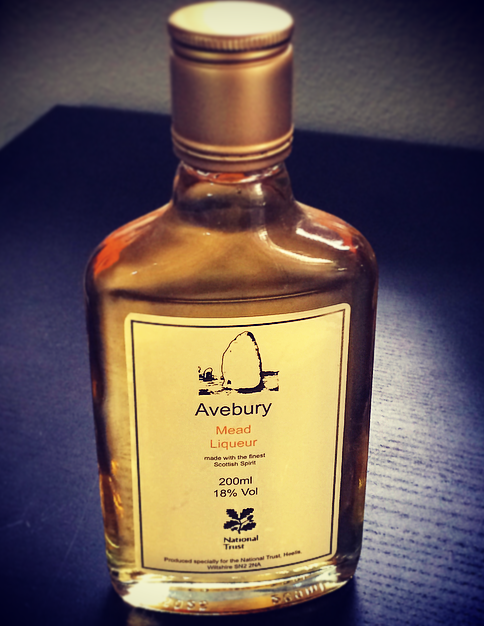 Avebury
Mead
Liqueur
made with the finest
Scottish Spirit
200ml
18% Vol
National
Trust
Produced specially for the National Trust, Heelis,
Wiltshire SN2 2NA